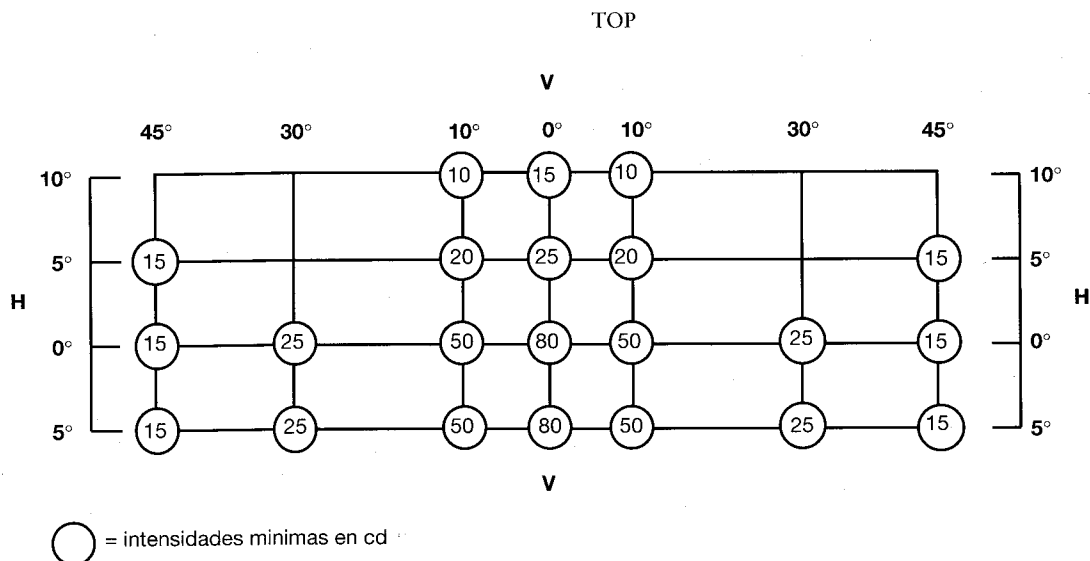 TOP
V
45° 30° 10° 0° 10° 30° 45°
10° 10 15 10 10°
5° 15 20 25 20 15 5°
H H
0° 15 25 50 80 50 25 15 0°
5° 15 25 50 80 50 25 15 5°
V
= intensidades minimas en cd